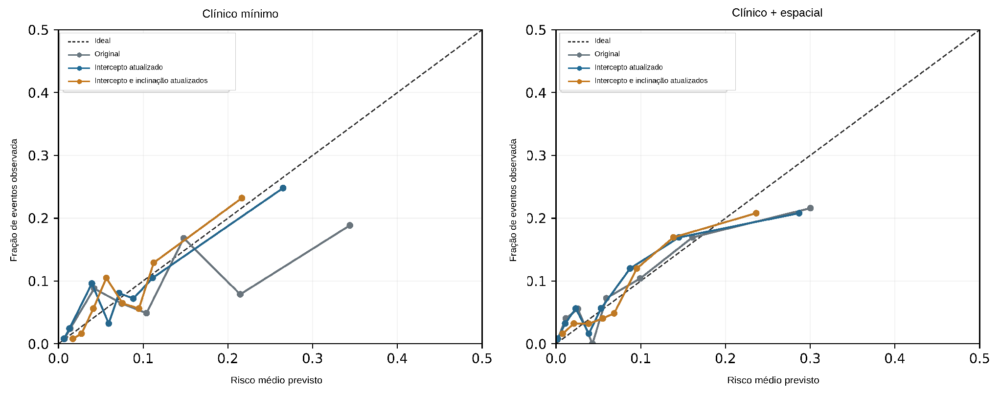 Clínico mínimo
0.5
0.4
0.3
0.2
0.1
0.0
Ideal
Original
Intercepto atualizado
Intercepto e inclinação atualizados
Fração de eventos observada
0.0 0.1 0.2 0.3 0.4 0.5
Risco médio previsto
Clínico + espacial
0.5
0.4
0.3
0.2
0.1
0.0
Ideal
Original
Intercepto atualizado
Intercepto e inclinação atualizados
Fração de eventos observada
0.0 0.1 0.2 0.3 0.4 0.5
Risco médio previsto